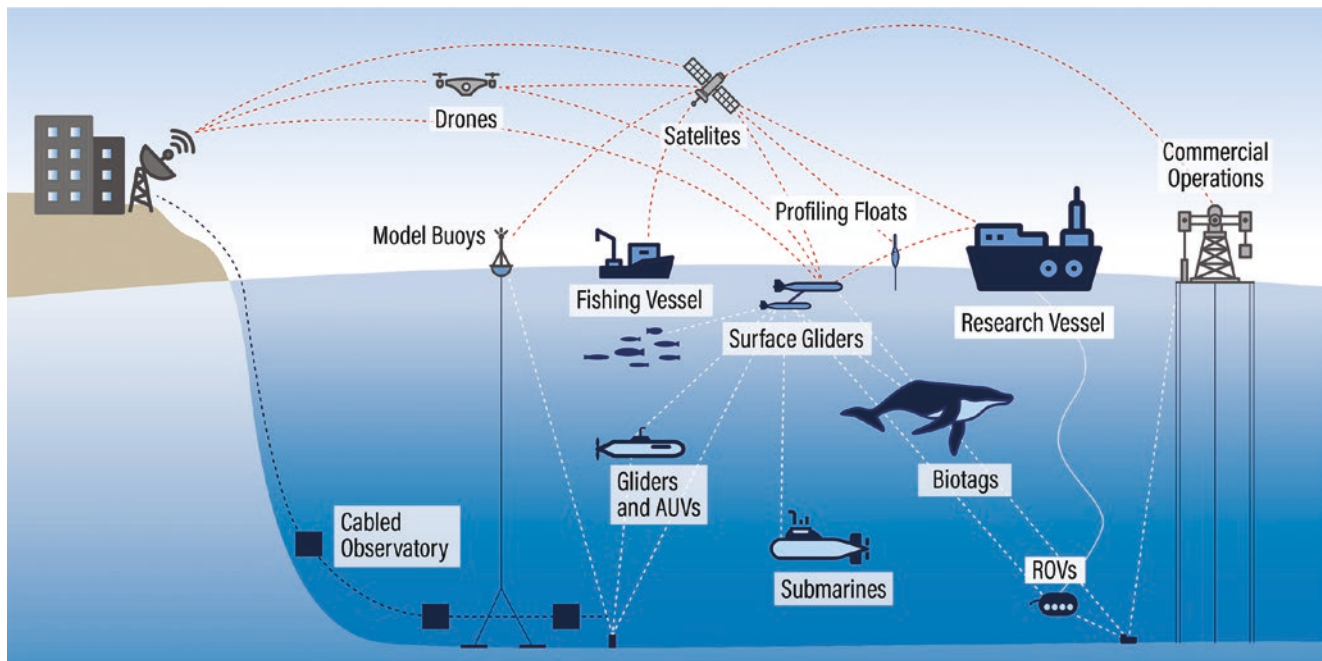 Drones
Satelites
Commercial
Operations
Model Buoys
Profiling Floats
Fishing Vessel
Surface Gliders
Research Vessel
Gliders
and AUVs
Biotags
Cabled
Observatory
Submarines
ROVs